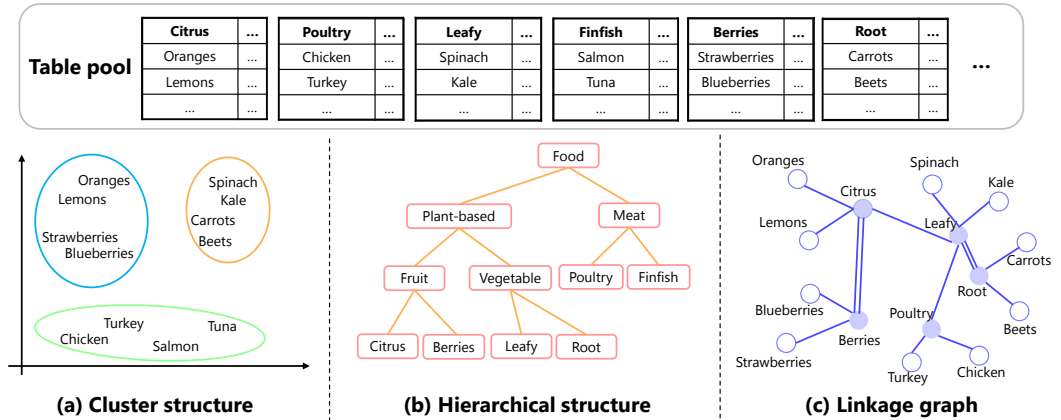 Table pool
Citrus ... Poultry ... Leafy ... Finfish ... Berries ... Root ...
Oranges ... Chicken ... Spinach ... Salmon ... Strawberries ... Carrots ...
Lemons ... Turkey ... Kale ... Tuna ... Blueberries ... Beets ...
... ... ... ... ... ... ... ... ... ... ... ...
...
Oranges
Lemons
Strawberries
Blueberries
Spinach
Kale
Carrots
Beets
Turkey
Tuna
Chicken
Salmon
(a) Cluster structure
Food
Plant-based Meat
Fruit Vegetable Poultry Finfish
Citrus Berries Leafy Root
(b) Hierarchical structure
Oranges
Spinach
Citrus
Kale
Lemons
Leafy
Carrots
Root
Blueberries
Poultry
Berries
Beets
Strawberries
Turkey
Chicken
(c) Linkage graph